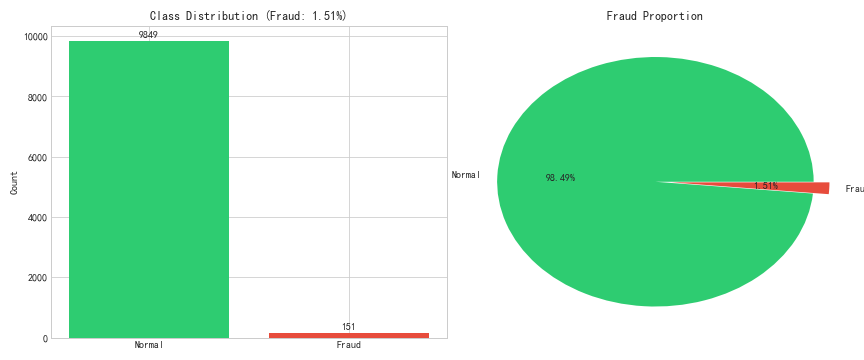 Class Distribution (Fraud: 1.51%)
10000
8000
6000
4000
2000
0
Count
9849
151
Normal
Fraud
Fraud Proportion
Normal
98.49%
1.51%
Frau